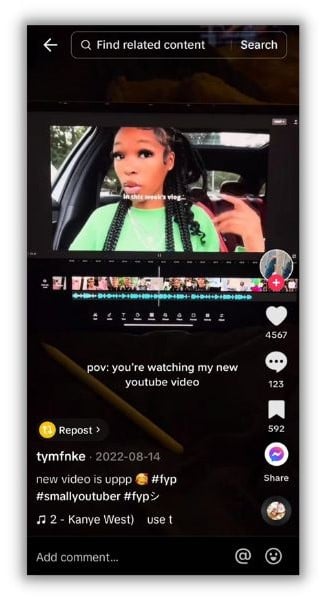 Find related content
Search
In this week's vlog...
4567
pov: you're watching my new
youtube video
123
592
Repost >
tymfnke · 2022-08-14
Share
new video is uppp 🥰 #fyp
#smallyoutuber #fypシ
2 - Kanye West) use t
Add comment...